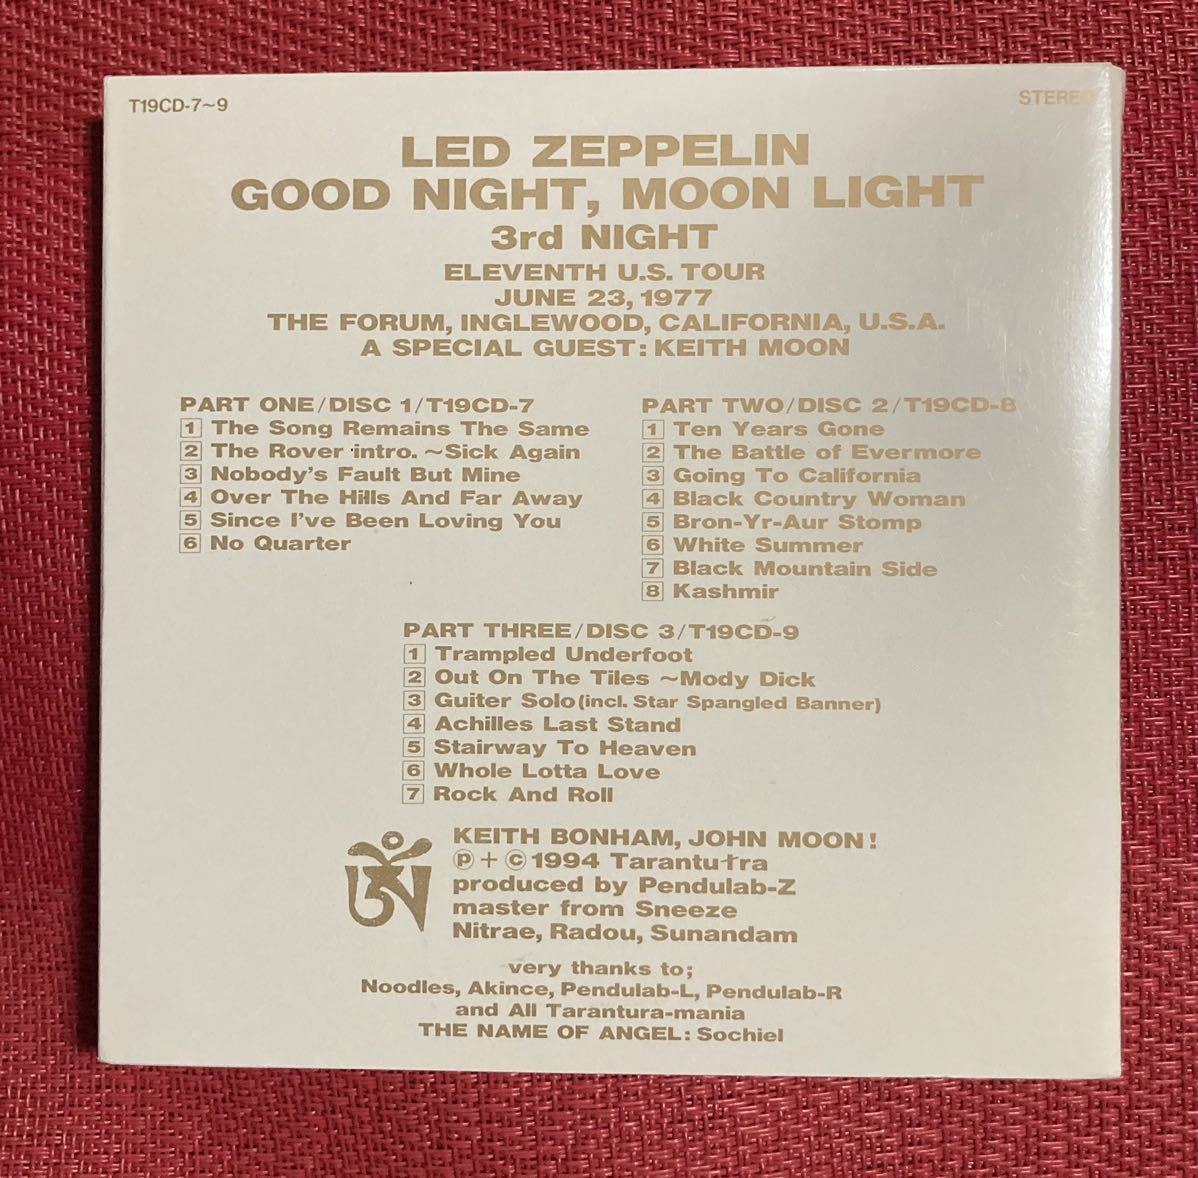 T19CD-7~9
STEREO
LED ZEPPELIN
GOOD NIGHT, MOON LIGHT
3rd NIGHT
ELEVENTH U.S. TOUR
JUNE 23, 1977
THE FORUM, INGLEWOOD, CALIFORNIA, U.S.A.
A SPECIAL GUEST: KEITH MOON
PART ONE/DISC 1/T19CD-7
1 The Song Remains The Same
2 The Rover intro. ~Sick Again
3 Nobody's Fault But Mine
4 Over The Hills And Far Away
5 Since I've Been Loving You
6 No Quarter
PART TWO/DISC 2/T19CD-8
1 Ten Years Gone
2 The Battle of Evermore
3 Going To California
4 Black Country Woman
5 Bron-Yr-Aur Stomp
6 White Summer
7 Black Mountain Side
8 Kashmir
PART THREE/DISC 3/T19CD-9
1 Trampled Underfoot
2 Out On The Tiles ~Mody Dick
3 Guiter Solo (incl. Star Spangled Banner)
4 Achilles Last Stand
5 Stairway To Heaven
6 Whole Lotta Love
7 Rock And Roll
ॐ
KEITH BONHAM, JOHN MOON!
Ⓟ+Ⓒ1994 Tarantura
produced by Pendulab-Z
master from Sneeze
Nitrae, Radou, Sunandam
very thanks to;
Noodles, Akince, Pendulab-L, Pendulab-R
and All Tarantura-mania
THE NAME OF ANGEL: Sochiel